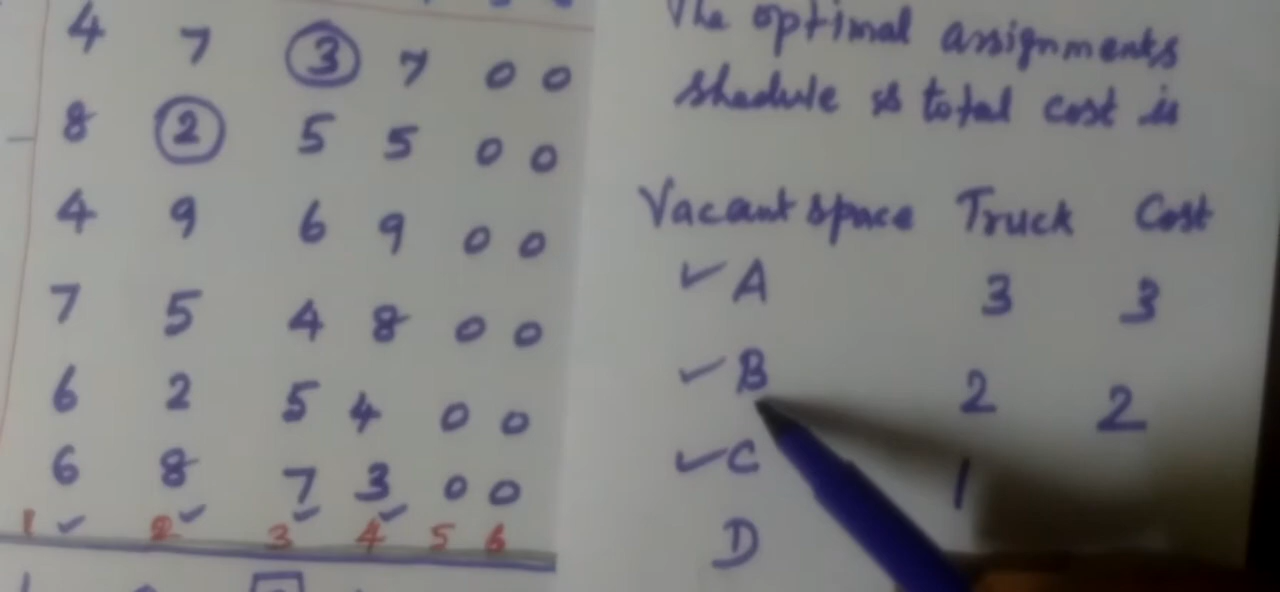 4 7 3 7 0 0
8 2 5 5 0 0
4 9 6 9 0 0
7 5 4 8 0 0
6 2 5 4 0 0
6 8 7 3 0 0
1 2 3 4 5 6
The optimal assignments
shedule is total cost is
Vacant space Truck Cost
A 3 3
B 2 2
C 1
D